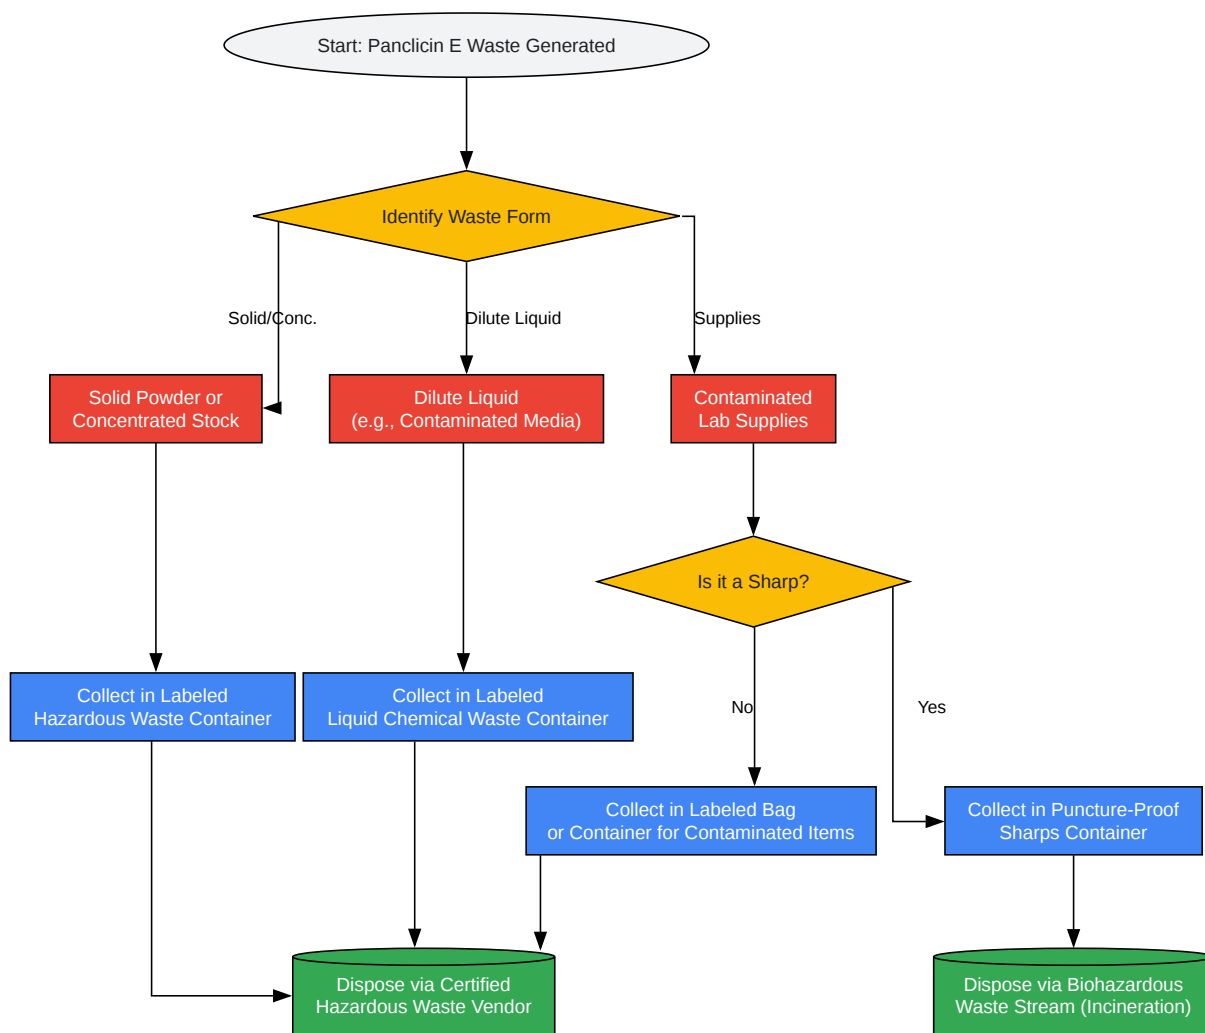 Start: Panclicin E Waste Generated
Identify Waste Form
Solid/Conc.
Dilute Liquid
Supplies
Solid Powder or
Concentrated Stock
Dilute Liquid
(e.g., Contaminated Media)
Contaminated
Lab Supplies
Is it a Sharp?
Collect in Labeled
Hazardous Waste Container
Collect in Labeled
Liquid Chemical Waste Container
No
Yes
Collect in Labeled Bag
or Container for Contaminated Items
Collect in Puncture-Proof
Sharps Container
Dispose via Certified
Hazardous Waste Vendor
Dispose via Biohazardous
Waste Stream (Incineration)